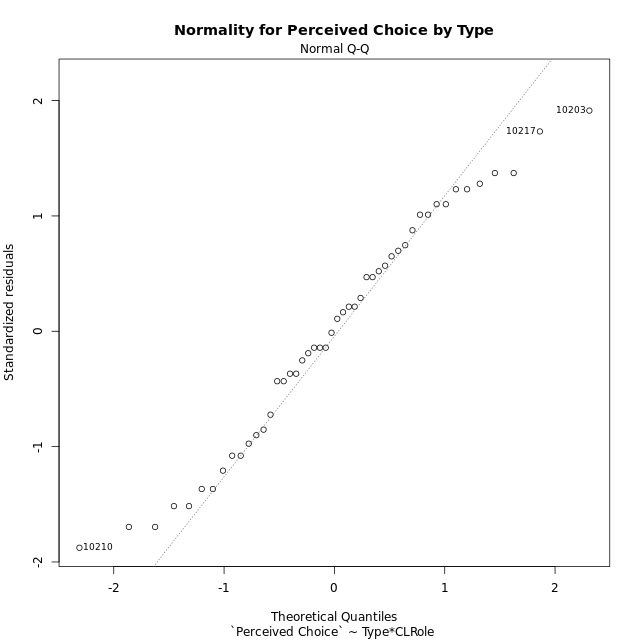 Normality for Perceived Choice by Type
Normal Q-Q
2
1
0
-1
-2
Standardized residuals
10203
10217
10210
-2 -1 0 1 2
Theoretical Quantiles
`Perceived Choice` ~ Type*CLRole